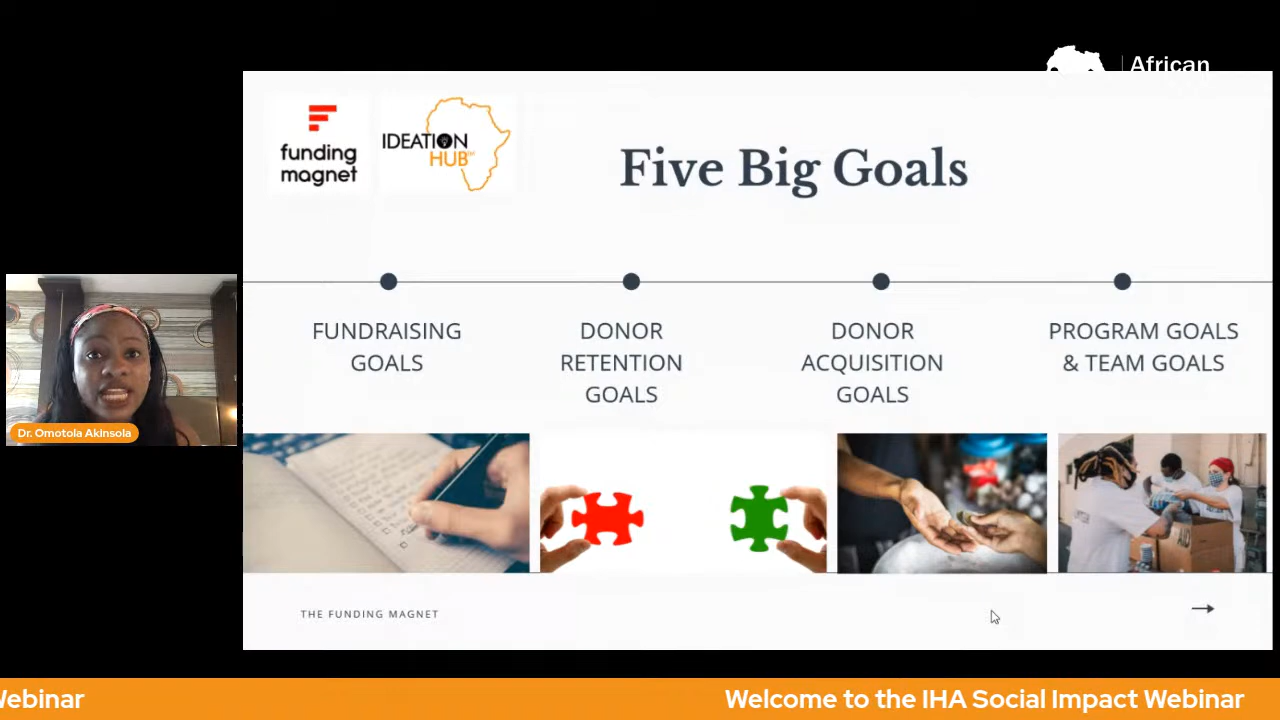 African
funding
magnet
IDEATION
HUB
Five Big Goals
FUNDRAISING
GOALS
DONOR
RETENTION
GOALS
DONOR
ACQUISITION
GOALS
PROGRAM GOALS
& TEAM GOALS
Dr. Omotola Akinsola
AID
THE FUNDING MAGNET
Webinar
Welcome to the IHA Social Impact Webinar